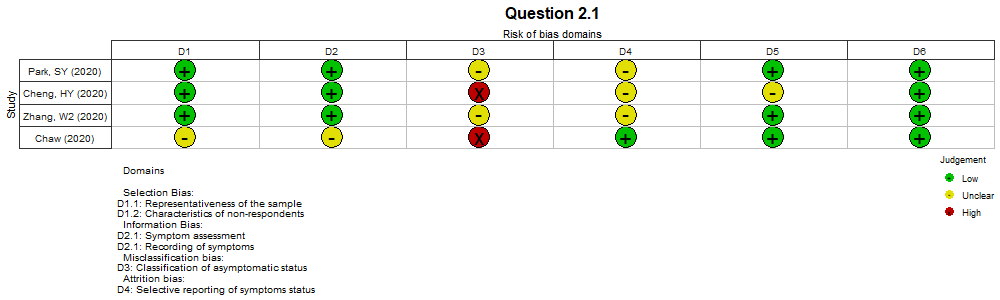 Question 2.1
Risk of bias domains
D1 D2 D3 D4 D5 D6
Study
Park, SY (2020) + + - - + +
Cheng, HY (2020) + + X - - +
Zhang, W2 (2020) + + - - + +
Chaw (2020) - - X + + +
Domains
Selection Bias:
D1.1: Representativeness of the sample
D1.2: Characteristics of non-respondents
Information Bias:
D2.1: Symptom assessment
D2.1: Recording of symptoms
Misclassification bias:
D3: Classification of asymptomatic status
Attrition bias:
D4: Selective reporting of symptoms status
Judgement
+ Low
- Unclear
x High